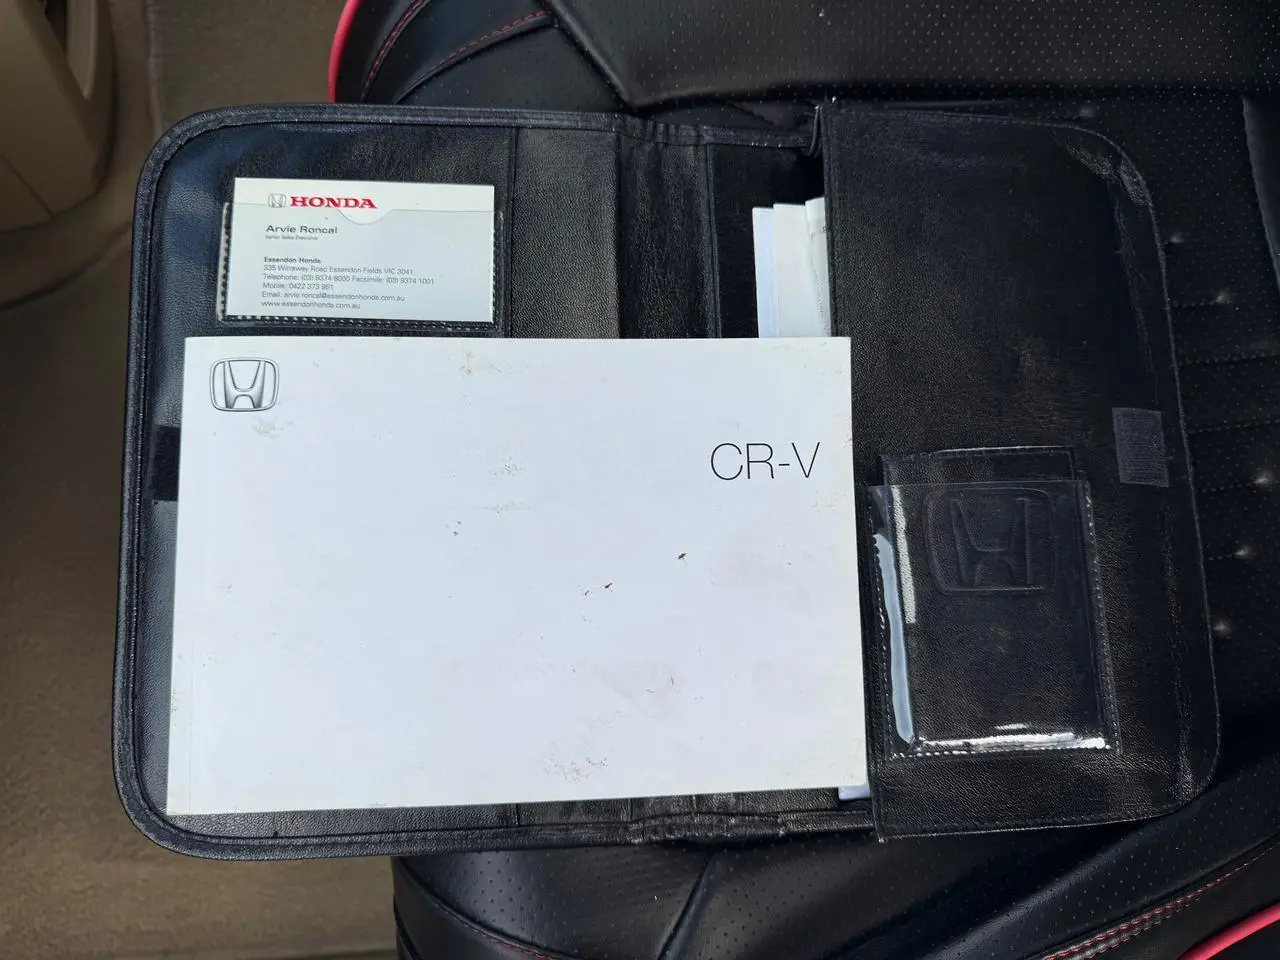 HONDA
Arvie Roncal
Senior Sales Executive
Essendon Honda
335 Wirraway Road Essendon Fields VIC 3041
Telephone: (03) 9374 8000 Facsimile: (03) 9374 1001
Mobile: 0422 373 951
Email: arvie.roncal@essendonhonda.com.au
www.essendonhonda.com.au
CR-V